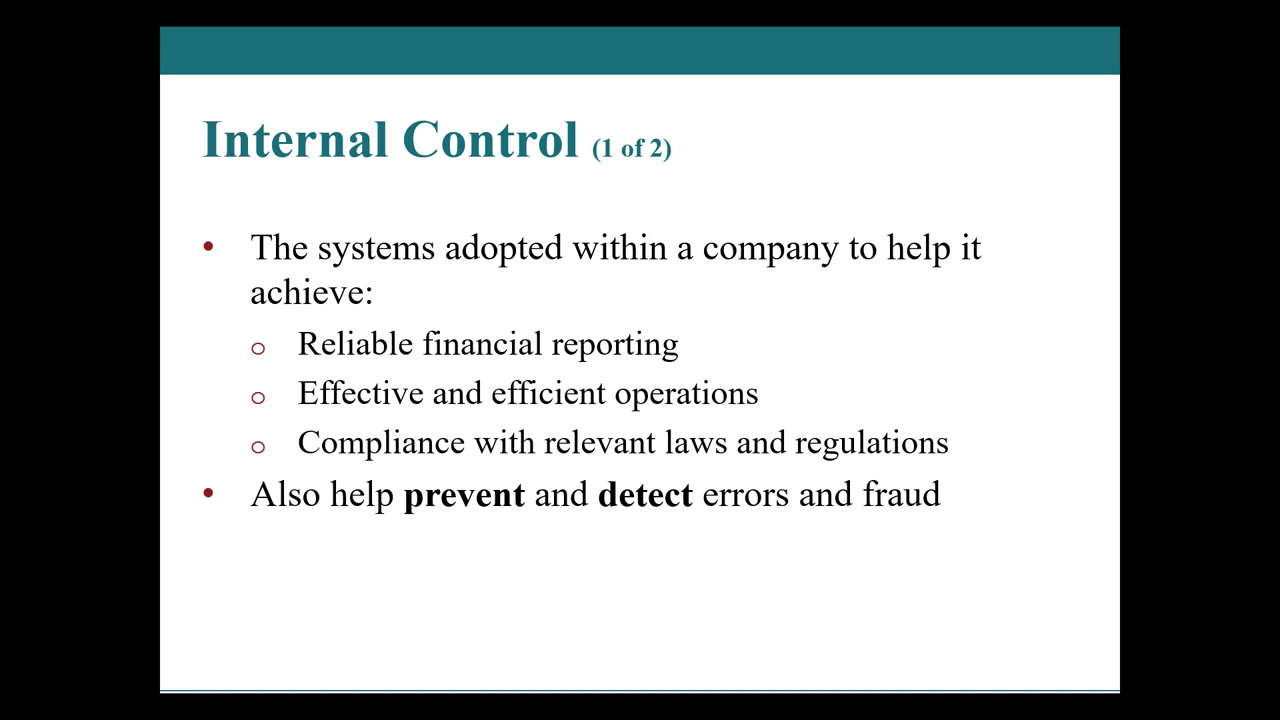 Internal Control (1 of 2)
• The systems adopted within a company to help it
achieve:
o Reliable financial reporting
o Effective and efficient operations
o Compliance with relevant laws and regulations
• Also help prevent and detect errors and fraud